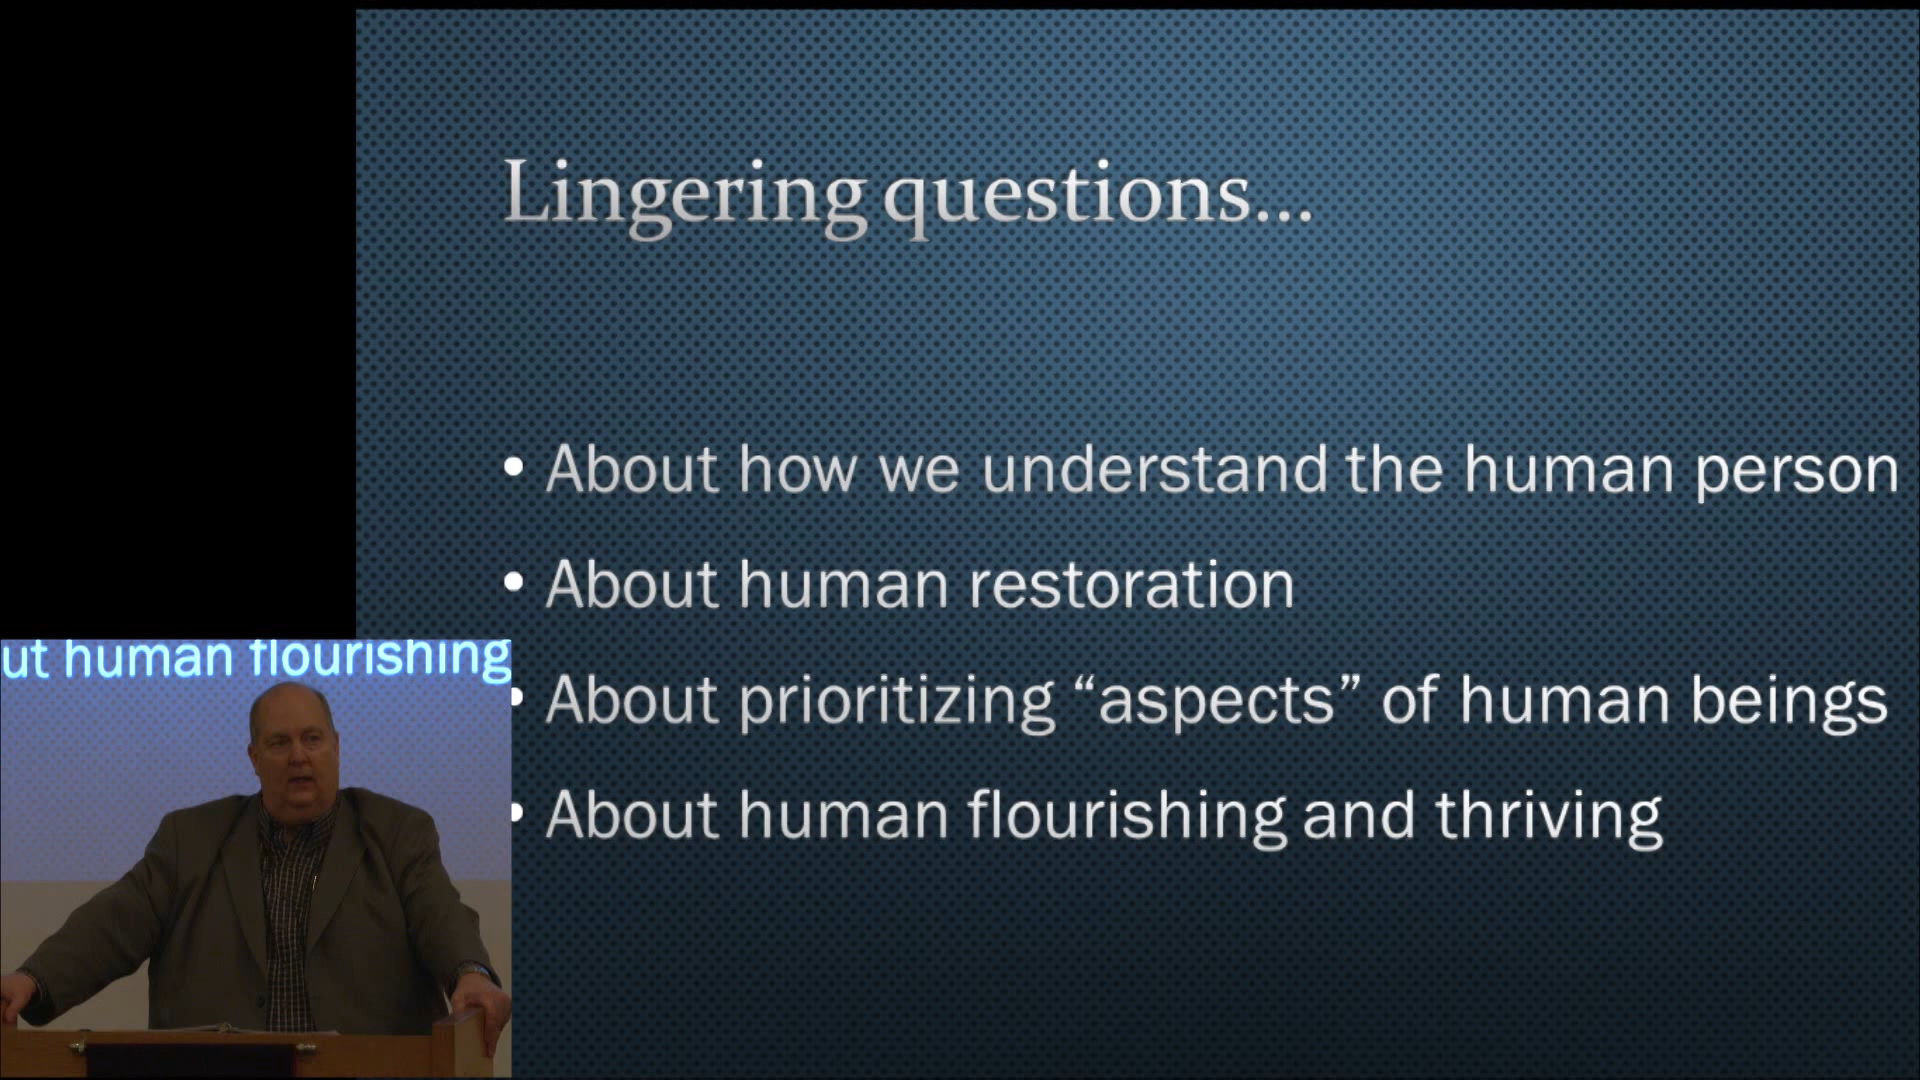 Lingering questions...
• About how we understand the human person
• About human restoration
• About prioritizing “aspects” of human beings
• About human flourishing and thriving
ut human flourishing